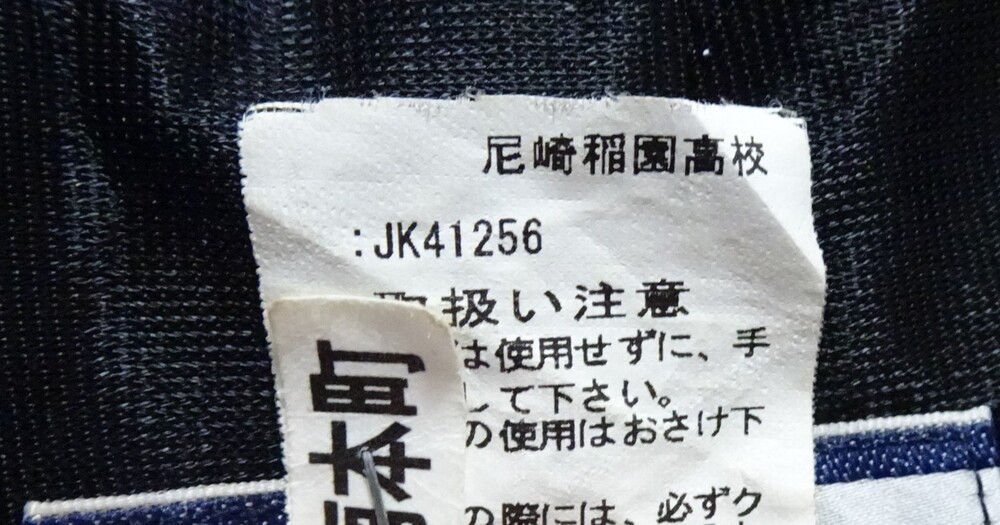 尼崎稲園高校
:JK41256
取扱い注意
は使用せずに、手
して下さい。
の使用はおさけ下
の際には、必ずク
本町